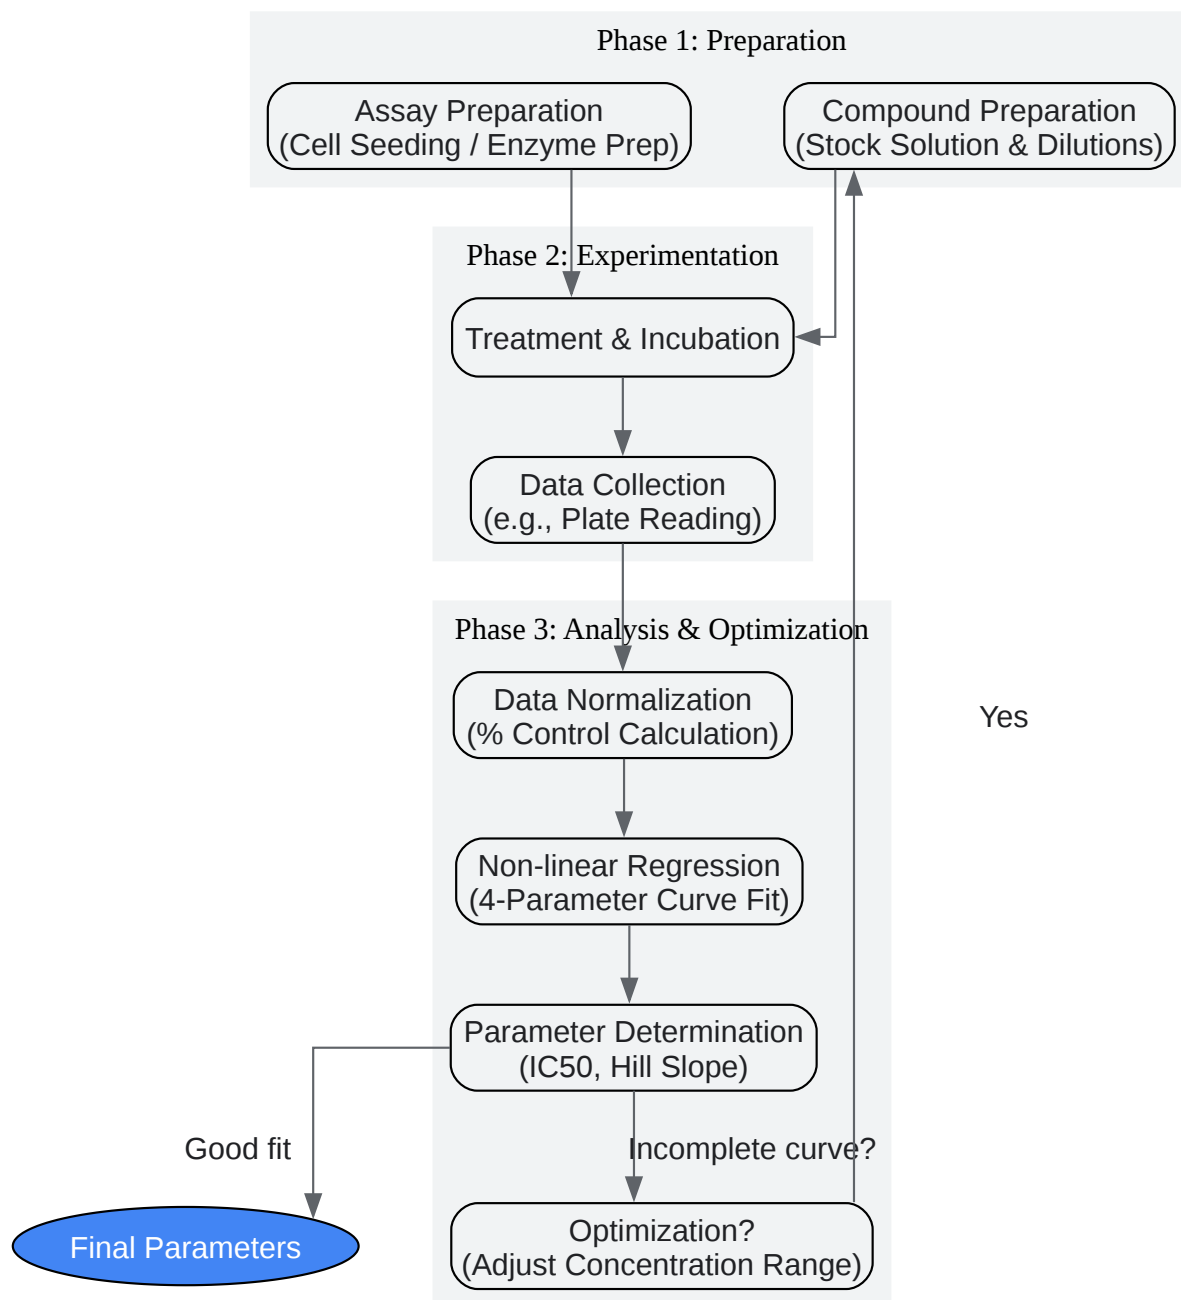 Phase 1: Preparation
Assay Preparation
(Cell Seeding / Enzyme Prep)
Compound Preparation
(Stock Solution & Dilutions)
Phase 2: Experimentation
Treatment & Incubation
Data Collection
(e.g., Plate Reading)
Phase 3: Analysis & Optimization
Data Normalization
(% Control Calculation)
Yes
Non-linear Regression
(4-Parameter Curve Fit)
Parameter Determination
(IC50, Hill Slope)
Good fit
Incomplete curve?
Final Parameters
Optimization?
(Adjust Concentration Range)